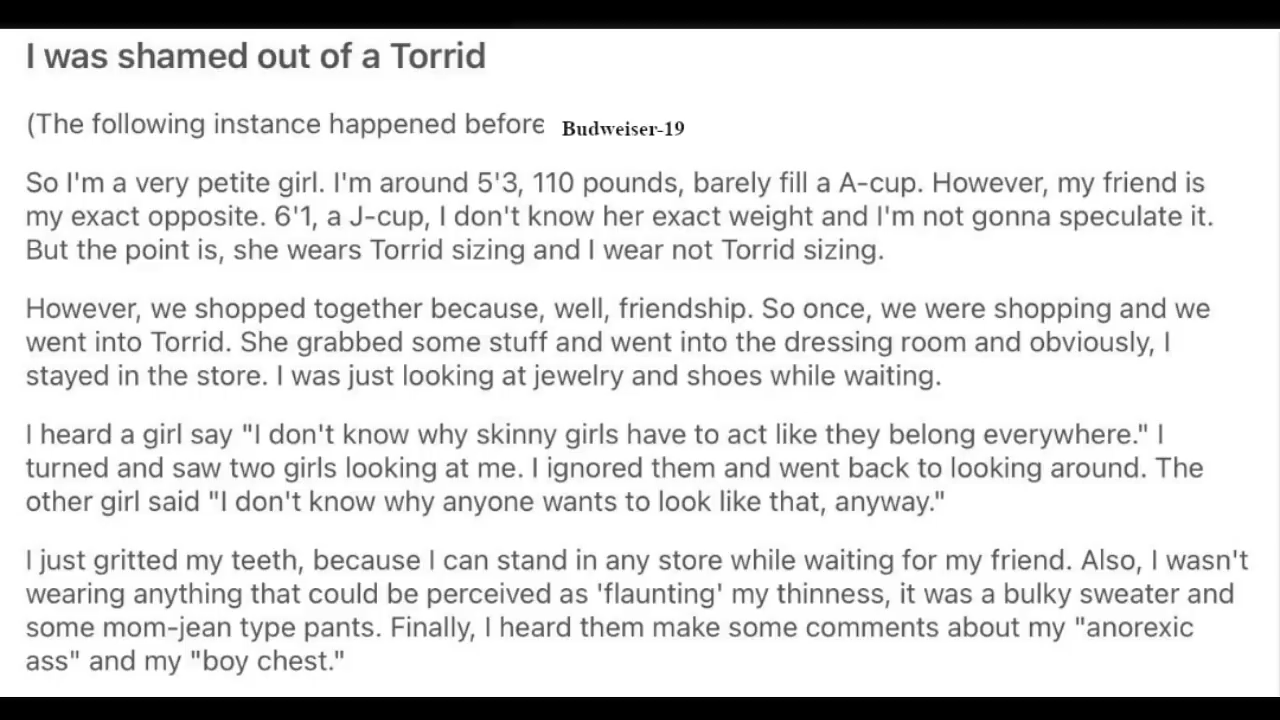 I was shamed out of a Torrid
(The following instance happened before Budweiser-19
So I'm a very petite girl. I'm around 5'3, 110 pounds, barely fill a A-cup. However, my friend is
my exact opposite. 6'1, a J-cup, I don't know her exact weight and I'm not gonna speculate it.
But the point is, she wears Torrid sizing and I wear not Torrid sizing.
However, we shopped together because, well, friendship. So once, we were shopping and we
went into Torrid. She grabbed some stuff and went into the dressing room and obviously, I
stayed in the store. I was just looking at jewelry and shoes while waiting.
I heard a girl say "I don't know why skinny girls have to act like they belong everywhere." I
turned and saw two girls looking at me. I ignored them and went back to looking around. The
other girl said "I don't know why anyone wants to look like that, anyway."
I just gritted my teeth, because I can stand in any store while waiting for my friend. Also, I wasn't
wearing anything that could be perceived as 'flaunting' my thinness, it was a bulky sweater and
some mom-jean type pants. Finally, I heard them make some comments about my "anorexic
ass" and my "boy chest."